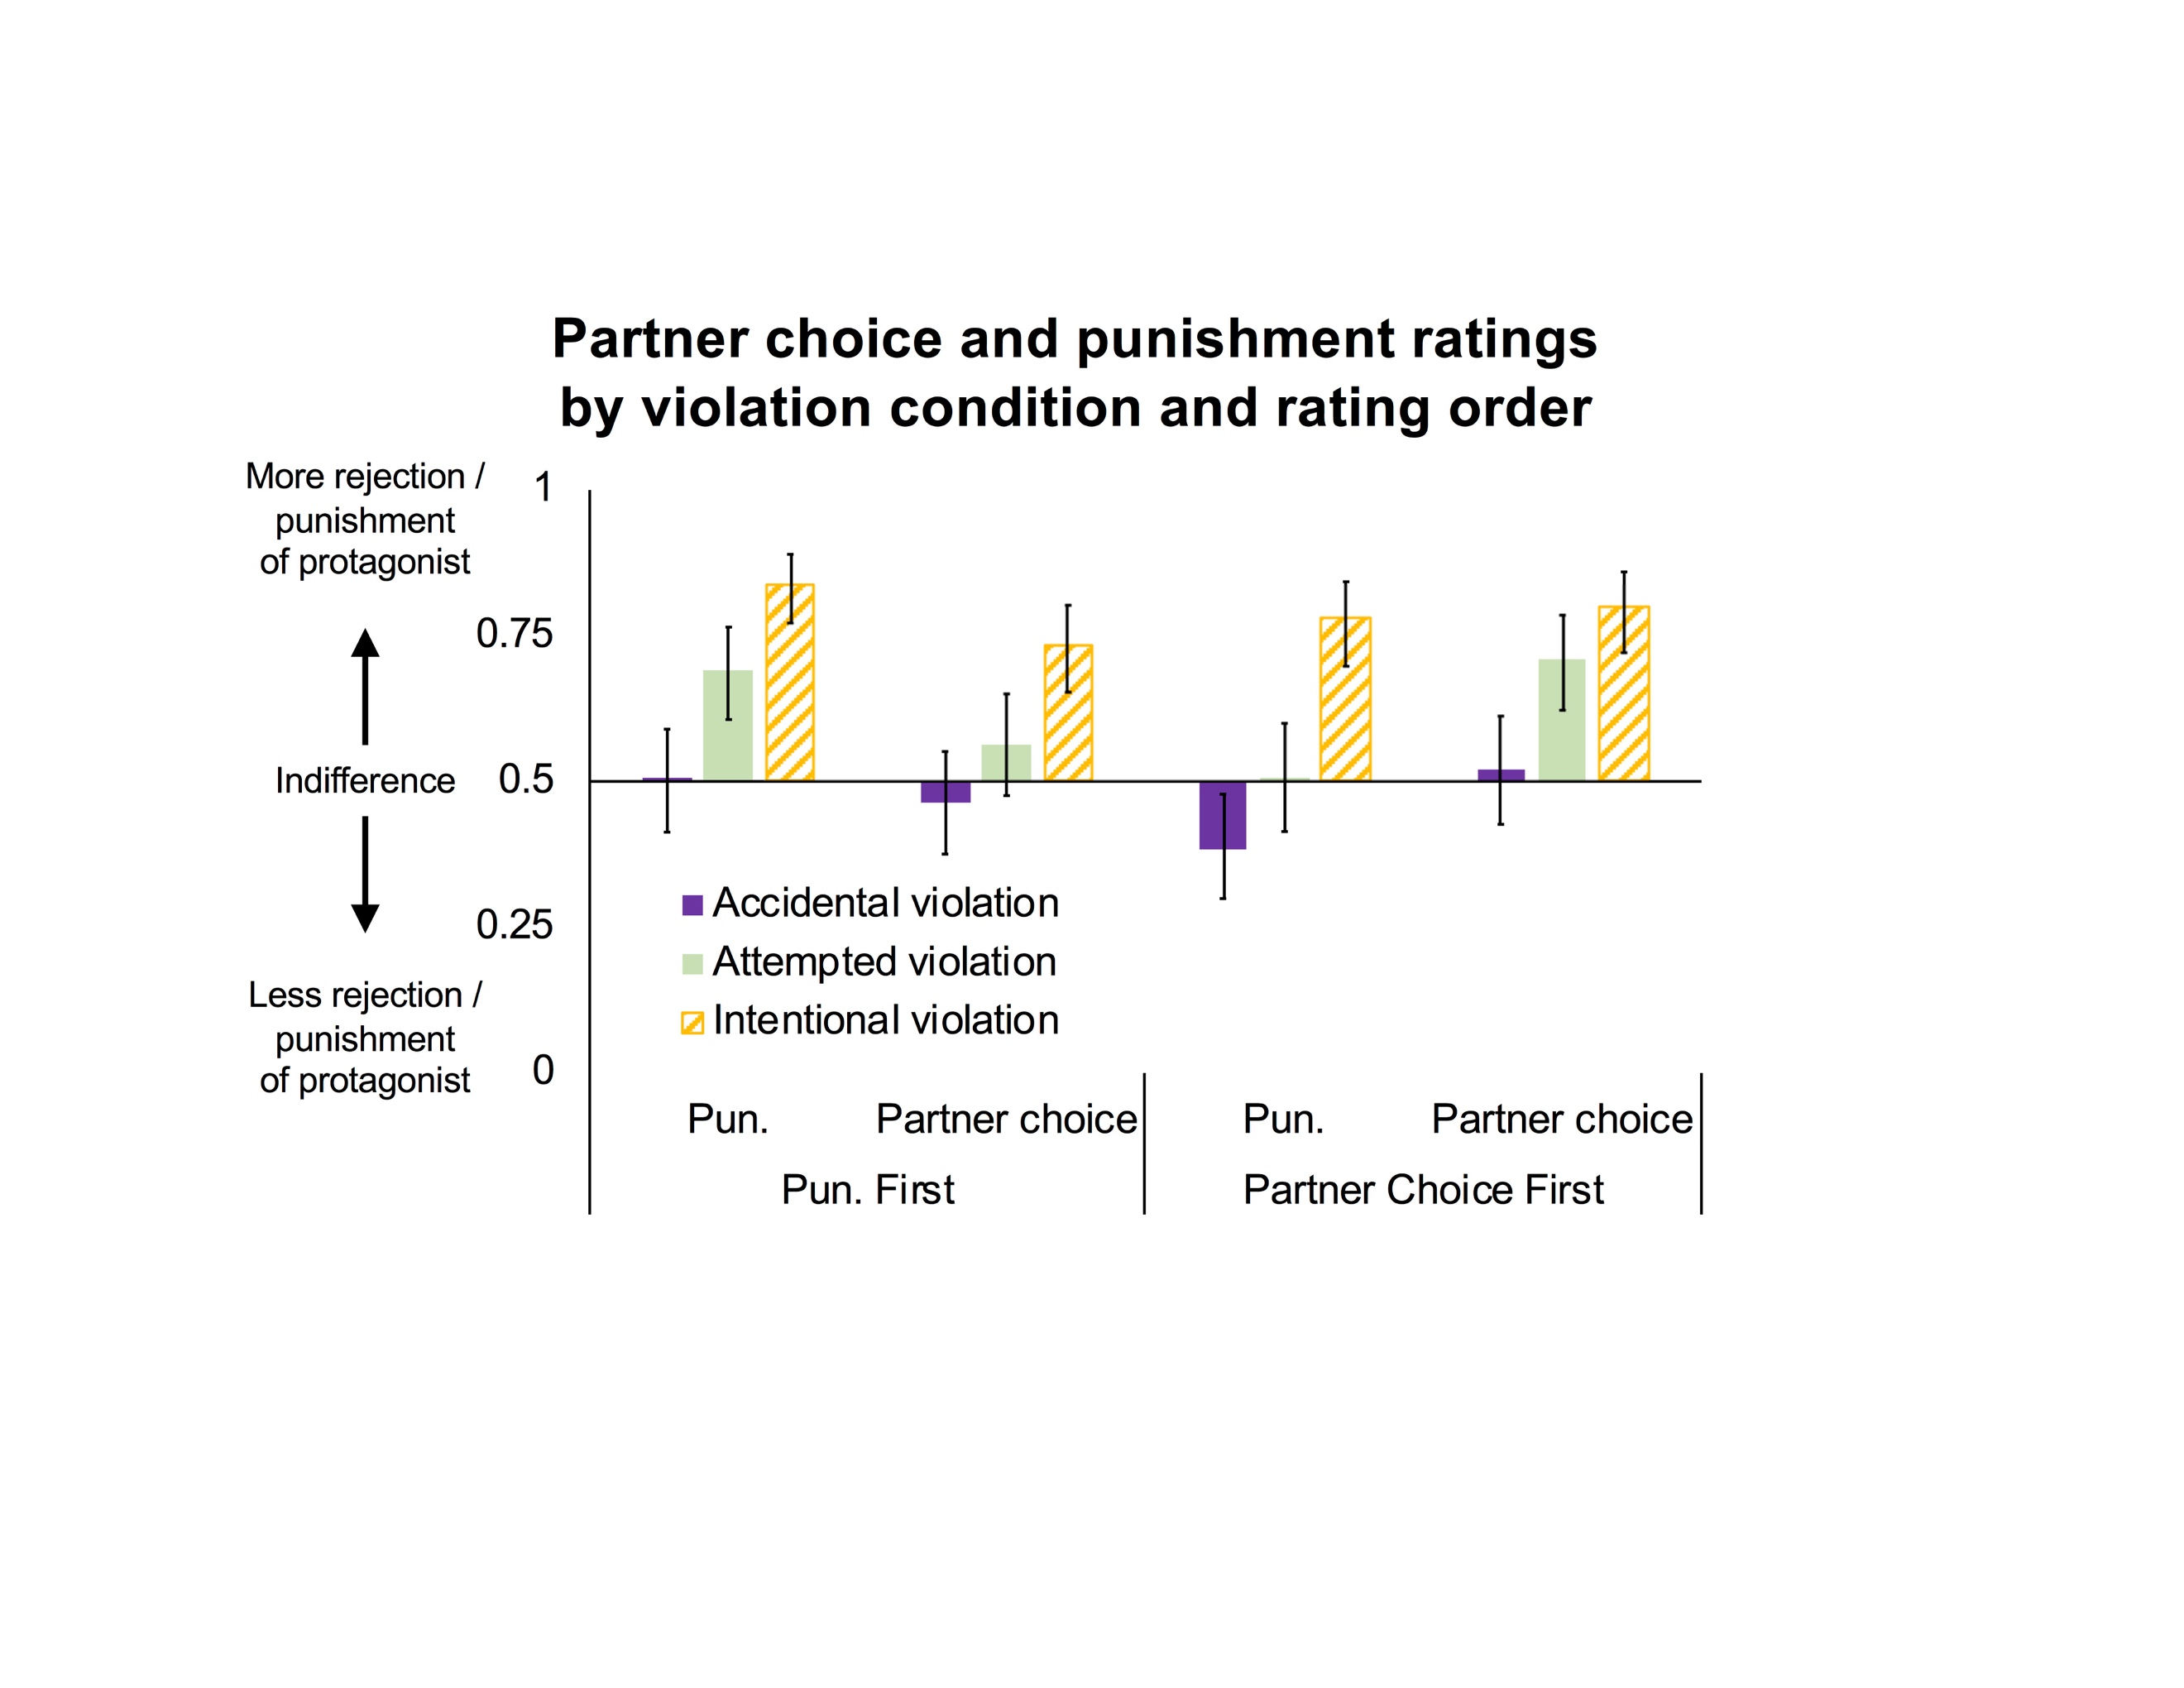 Partner choice and punishment ratings
by violation condition and rating order
More rejection /
punishment
of protagonist
Indifference
Less rejection /
punishment
of protagonist
1
0.75
0.5
0.25
0
Accidental violation
Attempted violation
Intentional violation
Pun. Partner choice Pun. Partner choice
Pun. First Partner Choice First